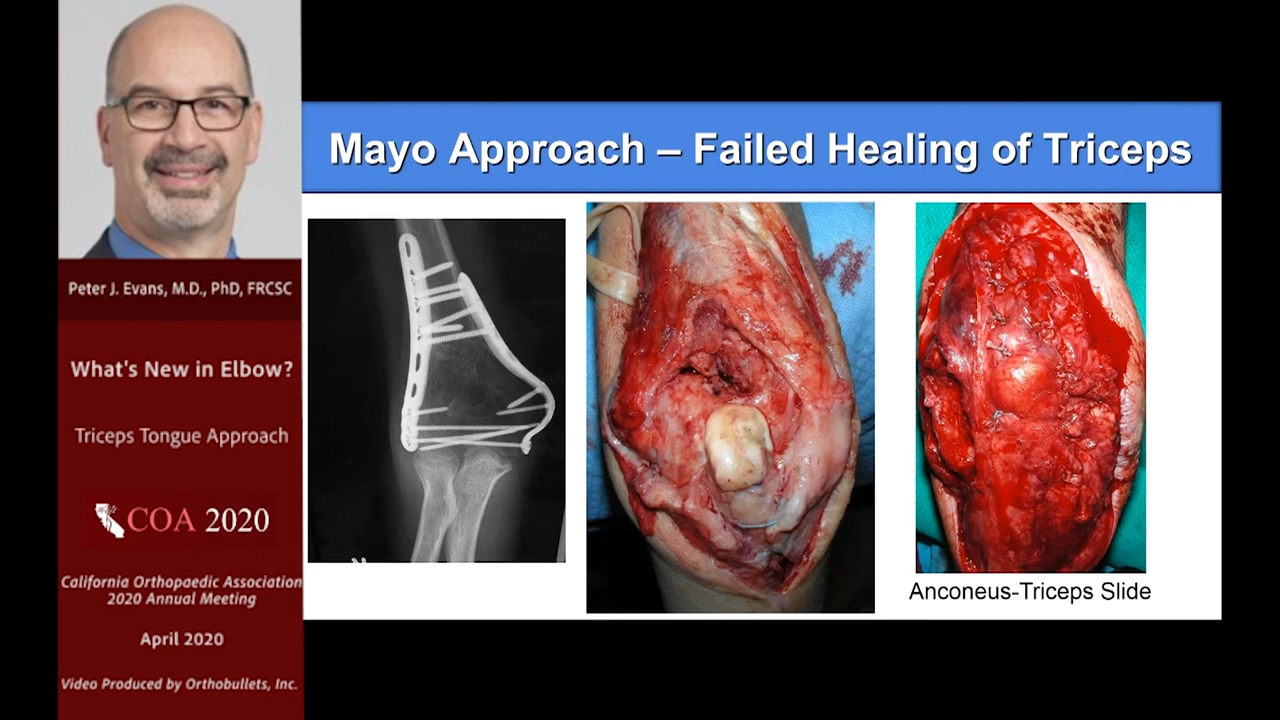 Mayo Approach – Failed Healing of Triceps
Peter J. Evans, M.D., PhD, FRCSC
What's New in Elbow?
Triceps Tongue Approach
COA 2020
California Orthopaedic Association
2020 Annual Meeting
April 2020
Video Produced by Orthobullets, Inc.
Anconeus-Triceps Slide